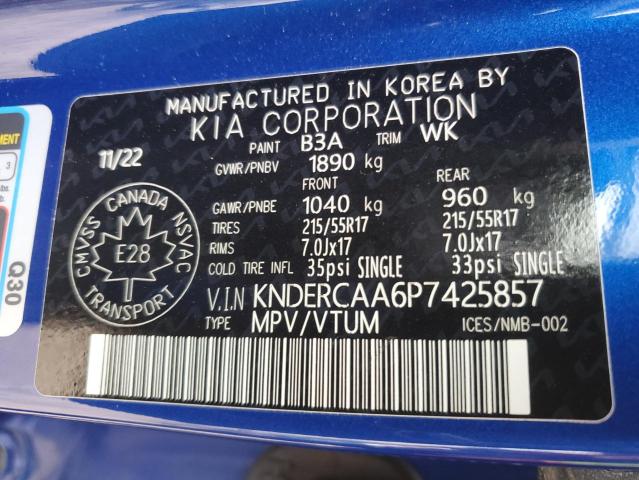 MANUFACTURED IN KOREA BY
KIA CORPORATION
11/22 PAINT B3A TRIM WK
GVWR/PNBV 1890 kg
FRONT REAR
GAWR/PNBE 1040 kg 960 kg
TIRES 215/55R17 215/55R17
RIMS 7.0Jx17 7.0Jx17
COLD TIRE INFL 35psi SINGLE 33psi SINGLE
V.I.N KNDERCAA6P7425857
TYPE MPV/VTUM ICES/NMB-002
CMVSS CANADA NSVAC
E28
TRANSPORT
Q30
3